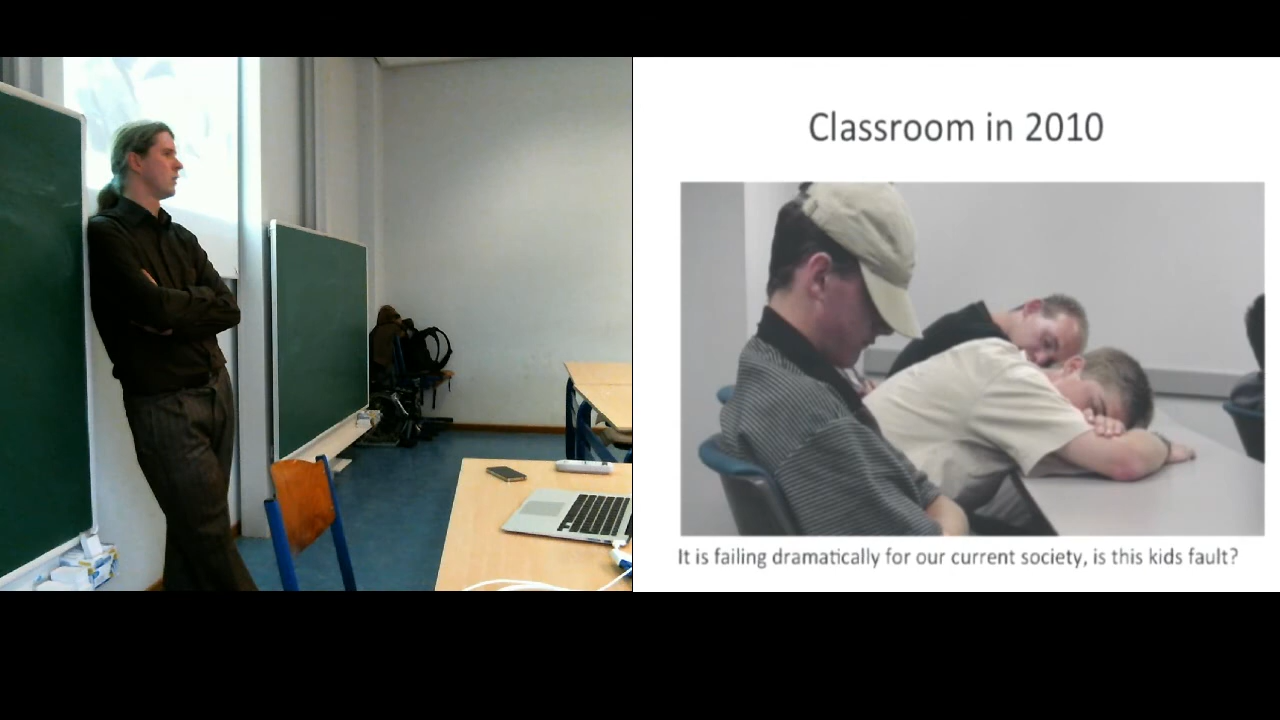 Classroom in 2010
It is failing dramatically for our current society, is this kids fault?